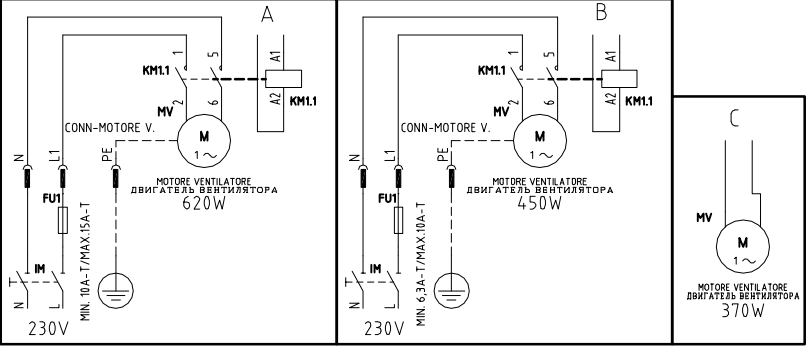 A
1
5
KM1.1
A1
A2
KM1.1
2
6
MV
CONN-MOTORE V.
M
1~
N
L1
PE
MOTORE VENTILATORE
ДВИГАТЕЛЬ ВЕНТИЛЯТОРА
620W
FU1
MIN. 10A-T/MAX.15A-T
IM
N
L
230V
B
1
5
KM1.1
A1
A2
KM1.1
2
6
MV
CONN-MOTORE V.
M
1~
N
L1
PE
MOTORE VENTILATORE
ДВИГАТЕЛЬ ВЕНТИЛЯТОРА
450W
FU1
MIN. 6,3A-T/MAX.10A-T
IM
N
L
230V
C
MV
M
1~
MOTORE VENTILATORE
ДВИГАТЕЛЬ ВЕНТИЛЯТОРА
370W